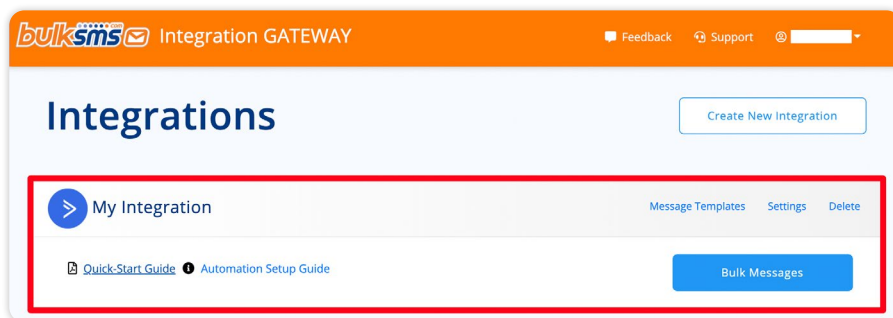 bulksms.com Integration GATEWAY Feedback Support
Integrations Create New Integration
My Integration Message Templates Settings Delete
Quick-Start Guide Automation Setup Guide Bulk Messages